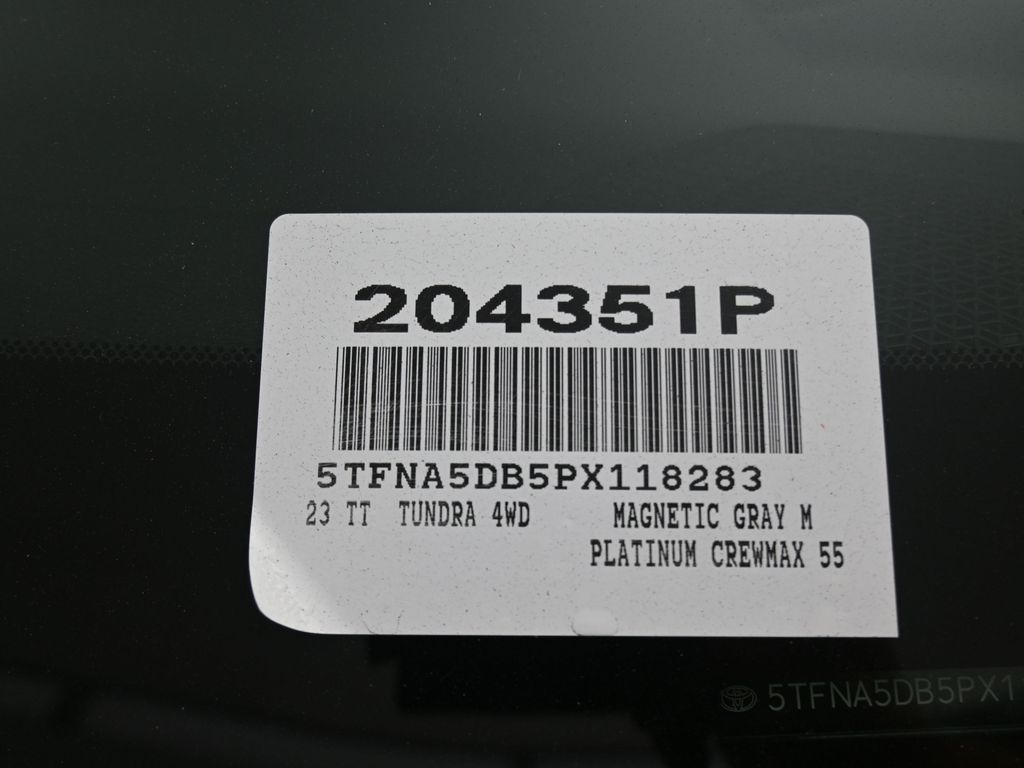 204351P
5TFNA5DB5PX118283
23 TT TUNDRA 4WD MAGNETIC GRAY M
PLATINUM CREWMAX 55
5TFNA5DB5PX1